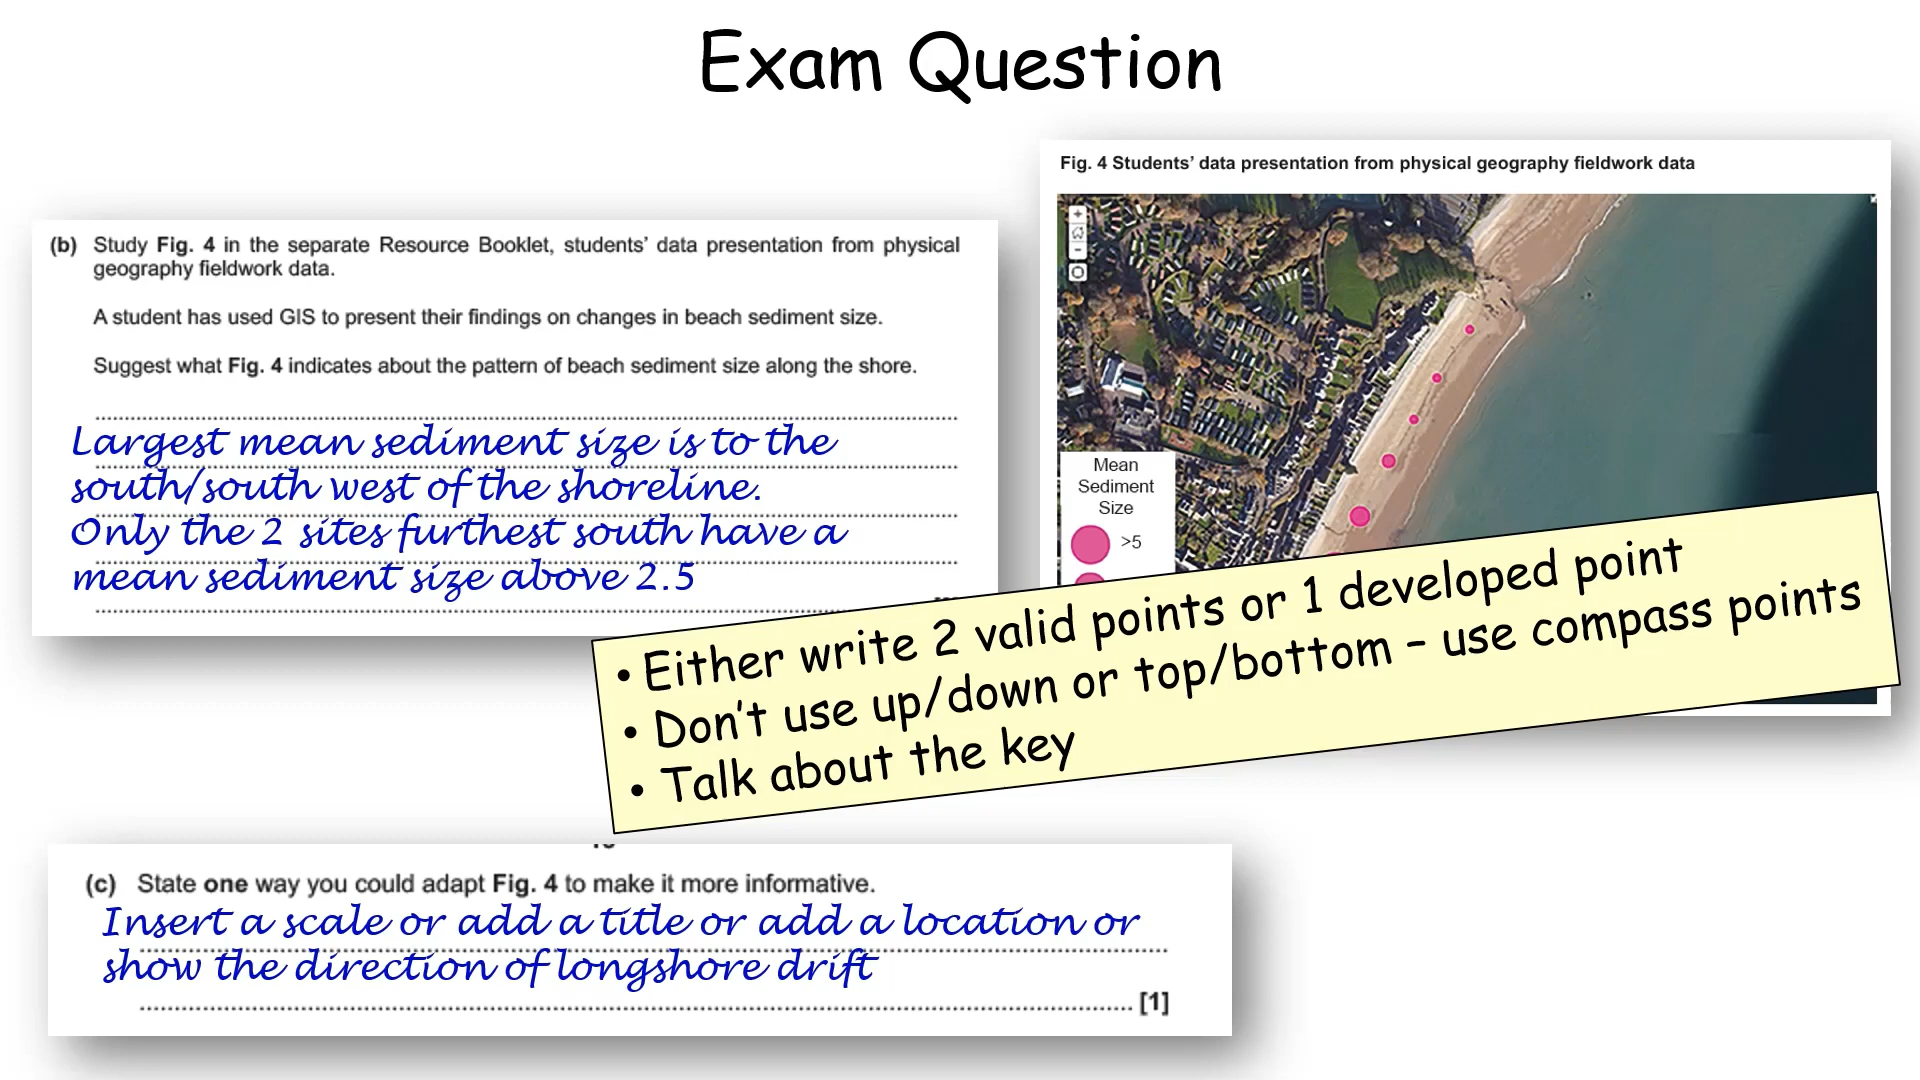 Exam Question
Fig. 4 Students’ data presentation from physical geography fieldwork data
(b) Study Fig. 4 in the separate Resource Booklet, students’ data presentation from physical
geography fieldwork data.
A student has used GIS to present their findings on changes in beach sediment size.
Suggest what Fig. 4 indicates about the pattern of beach sediment size along the shore.
Largest mean sediment size is to the
south/south west of the shoreline.
Only the 2 sites furthest south have a
mean sediment size above 2.5
Mean
Sediment
Size
>5
• Either write 2 valid points or 1 developed point
• Don’t use up/down or top/bottom – use compass points
• Talk about the key
(c) State one way you could adapt Fig. 4 to make it more informative.
Insert a scale or add a title or add a location or
show the direction of longshore drift
[1]